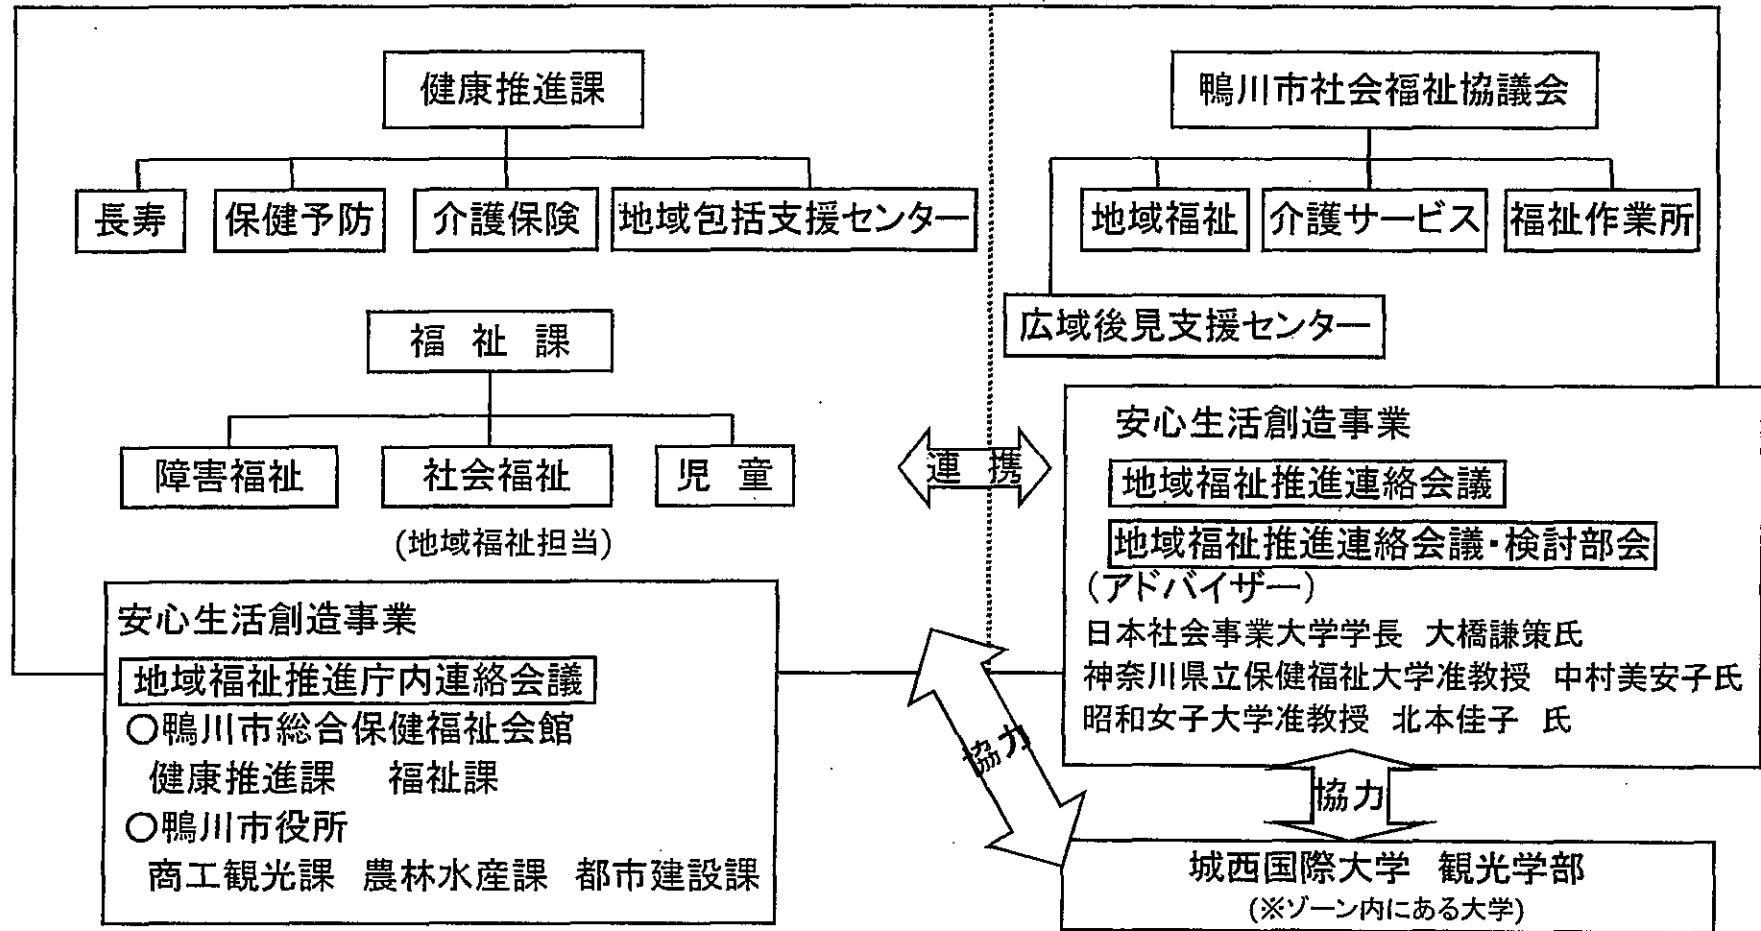 健康推進課
長寿
保健予防
介護保険
地域包括支援センター
福祉課
障害福祉
社会福祉
児童
(地域福祉担当)
安心生活創造事業
地域福祉推進庁内連絡会議
○鴨川市総合保健福祉会館
健康推進課 福祉課
○鴨川市役所
商工観光課 農林水産課 都市建設課
鴨川市社会福祉協議会
地域福祉
介護サービス
福祉作業所
広域後見支援センター
連携
安心生活創造事業
地域福祉推進連絡会議
地域福祉推進連絡会議・検討部会
(アドバイザー)
日本社会事業大学学長 大橋謙策氏
神奈川県立保健福祉大学准教授 中村美安子氏
昭和女子大学准教授 北本佳子 氏
協力
協力
城西国際大学 観光学部
(※ゾーン内にある大学)